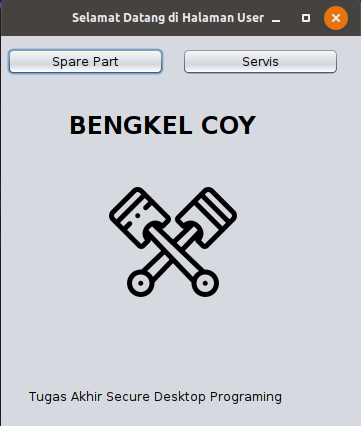 Selamat Datang di Halaman User
Spare Part
Servis
BENGKEL COY
Tugas Akhir Secure Desktop Programing